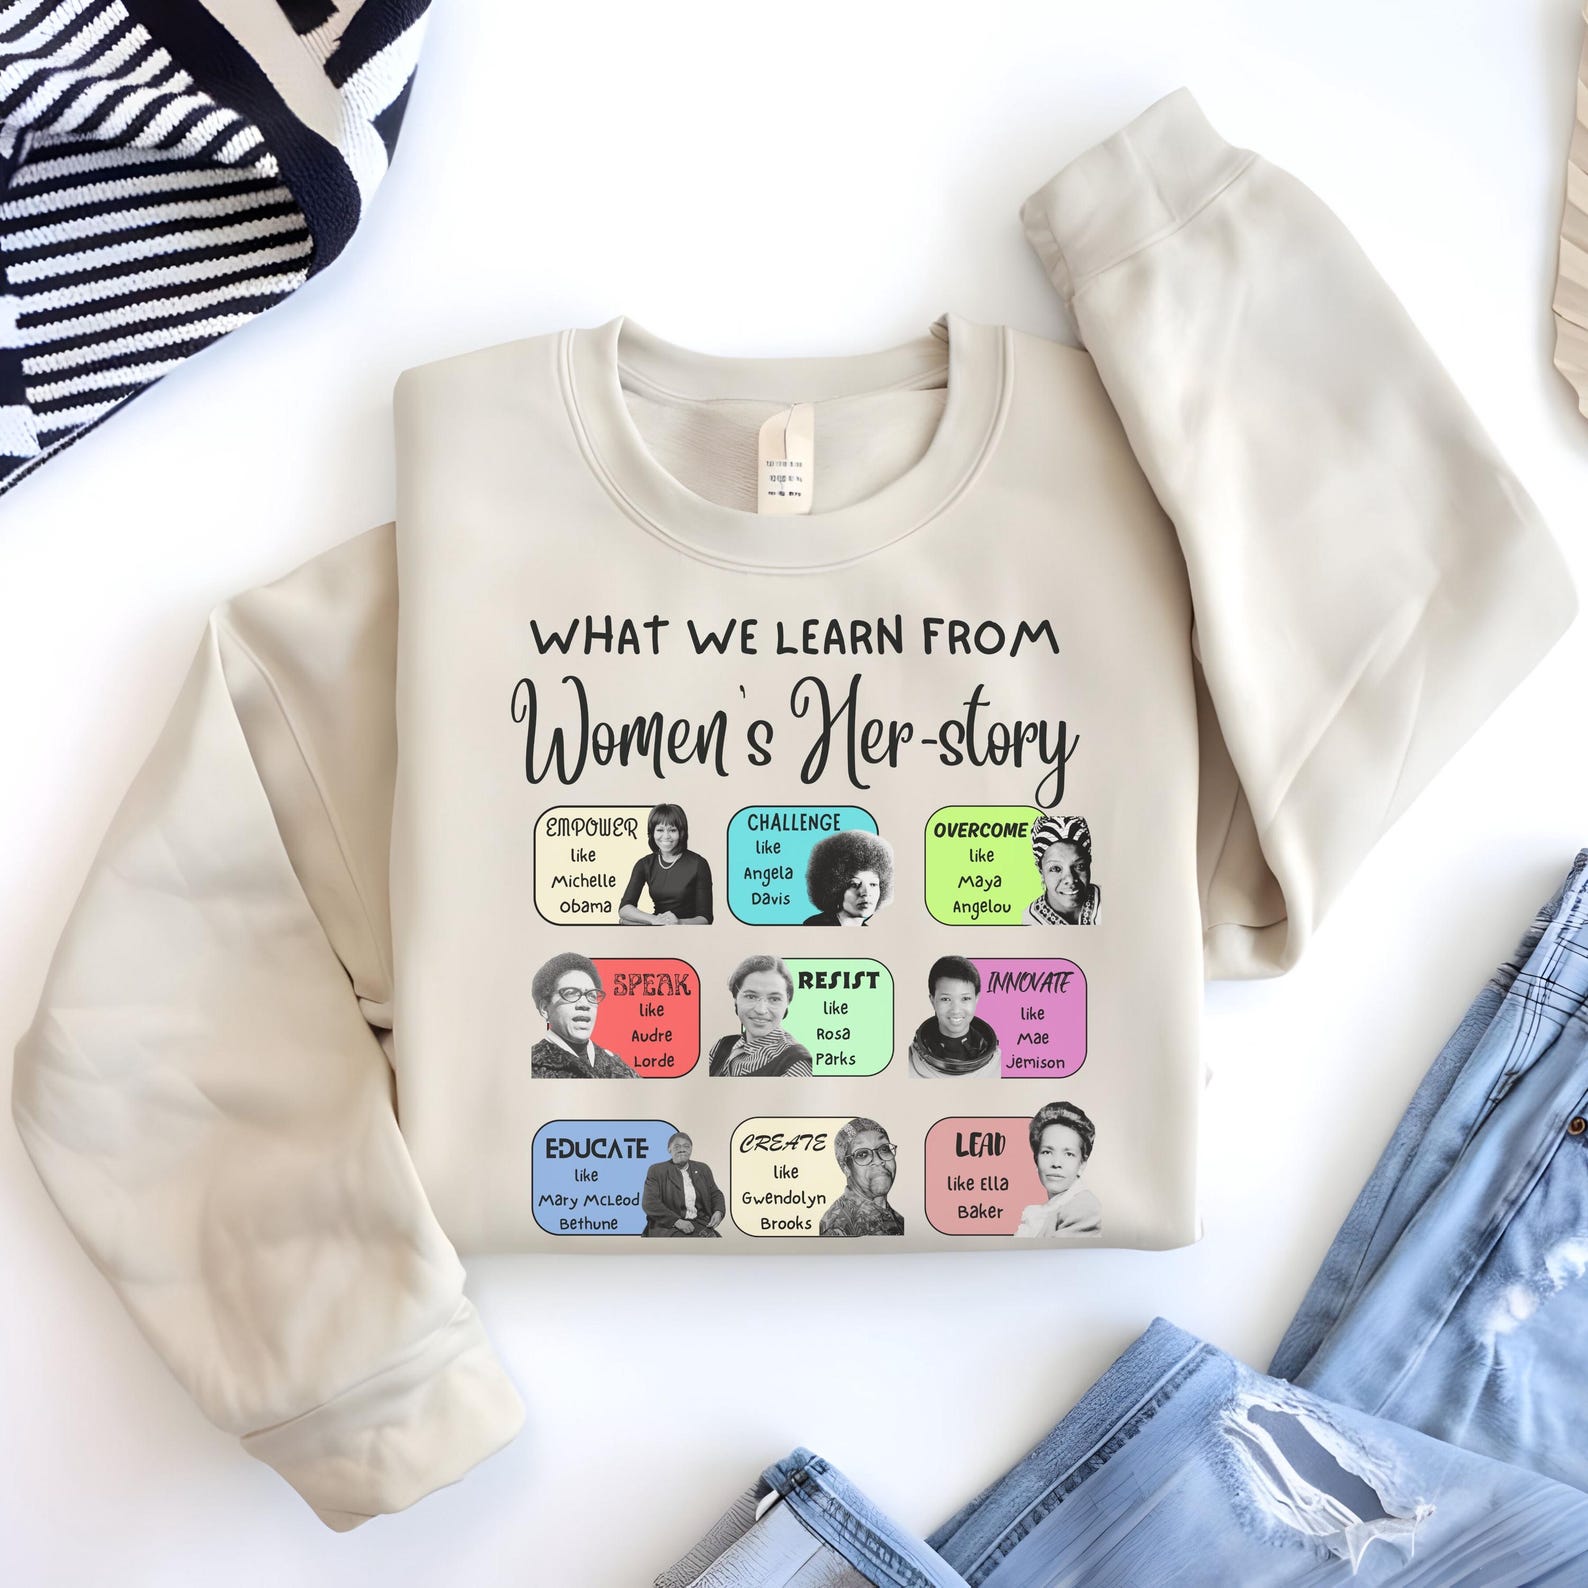 WHAT WE LEARN FROM
Women's Her-story
EMPOWER
like
Michelle
Obama
CHALLENGE
like
Angela
Davis
OVERCOME
like
Maya
Angelou
SPEAK
like
Audre
Lorde
RESIST
like
Rosa
Parks
INNOVATE
like
Mae
jemison
EDUCATE
like
Mary McLeod
Bethune
CREATE
like
Gwendolyn
Brooks
LEAD
like Ella
Baker